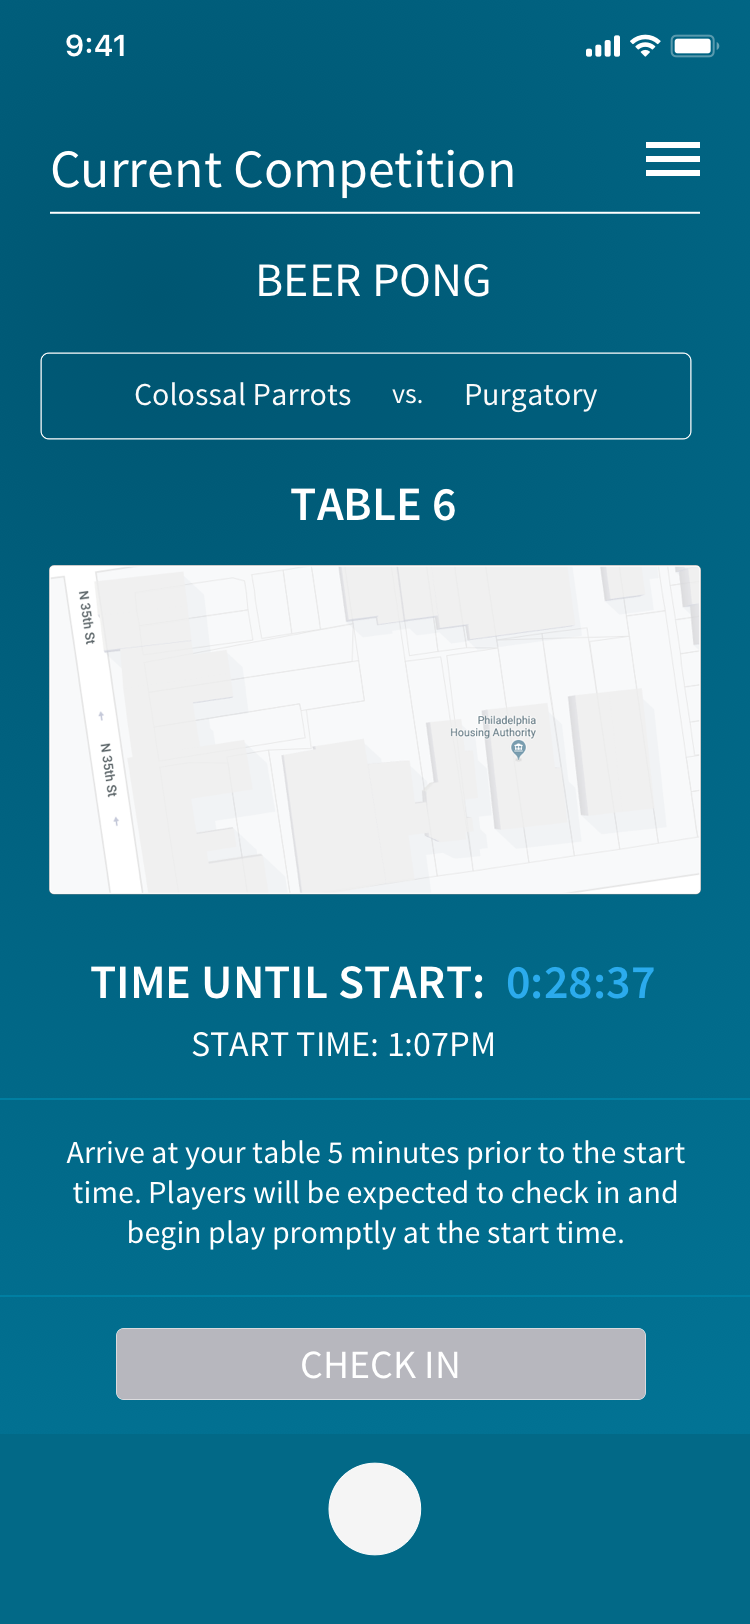 9:41
Current Competition
BEER PONG
Colossal Parrots vs. Purgatory
TABLE 6
N 35th St
Philadelphia
Housing Authority
N 35th St
TIME UNTIL START: 0:28:37
START TIME: 1:07PM
Arrive at your table 5 minutes prior to the start
time. Players will be expected to check in and
begin play promptly at the start time.
CHECK IN